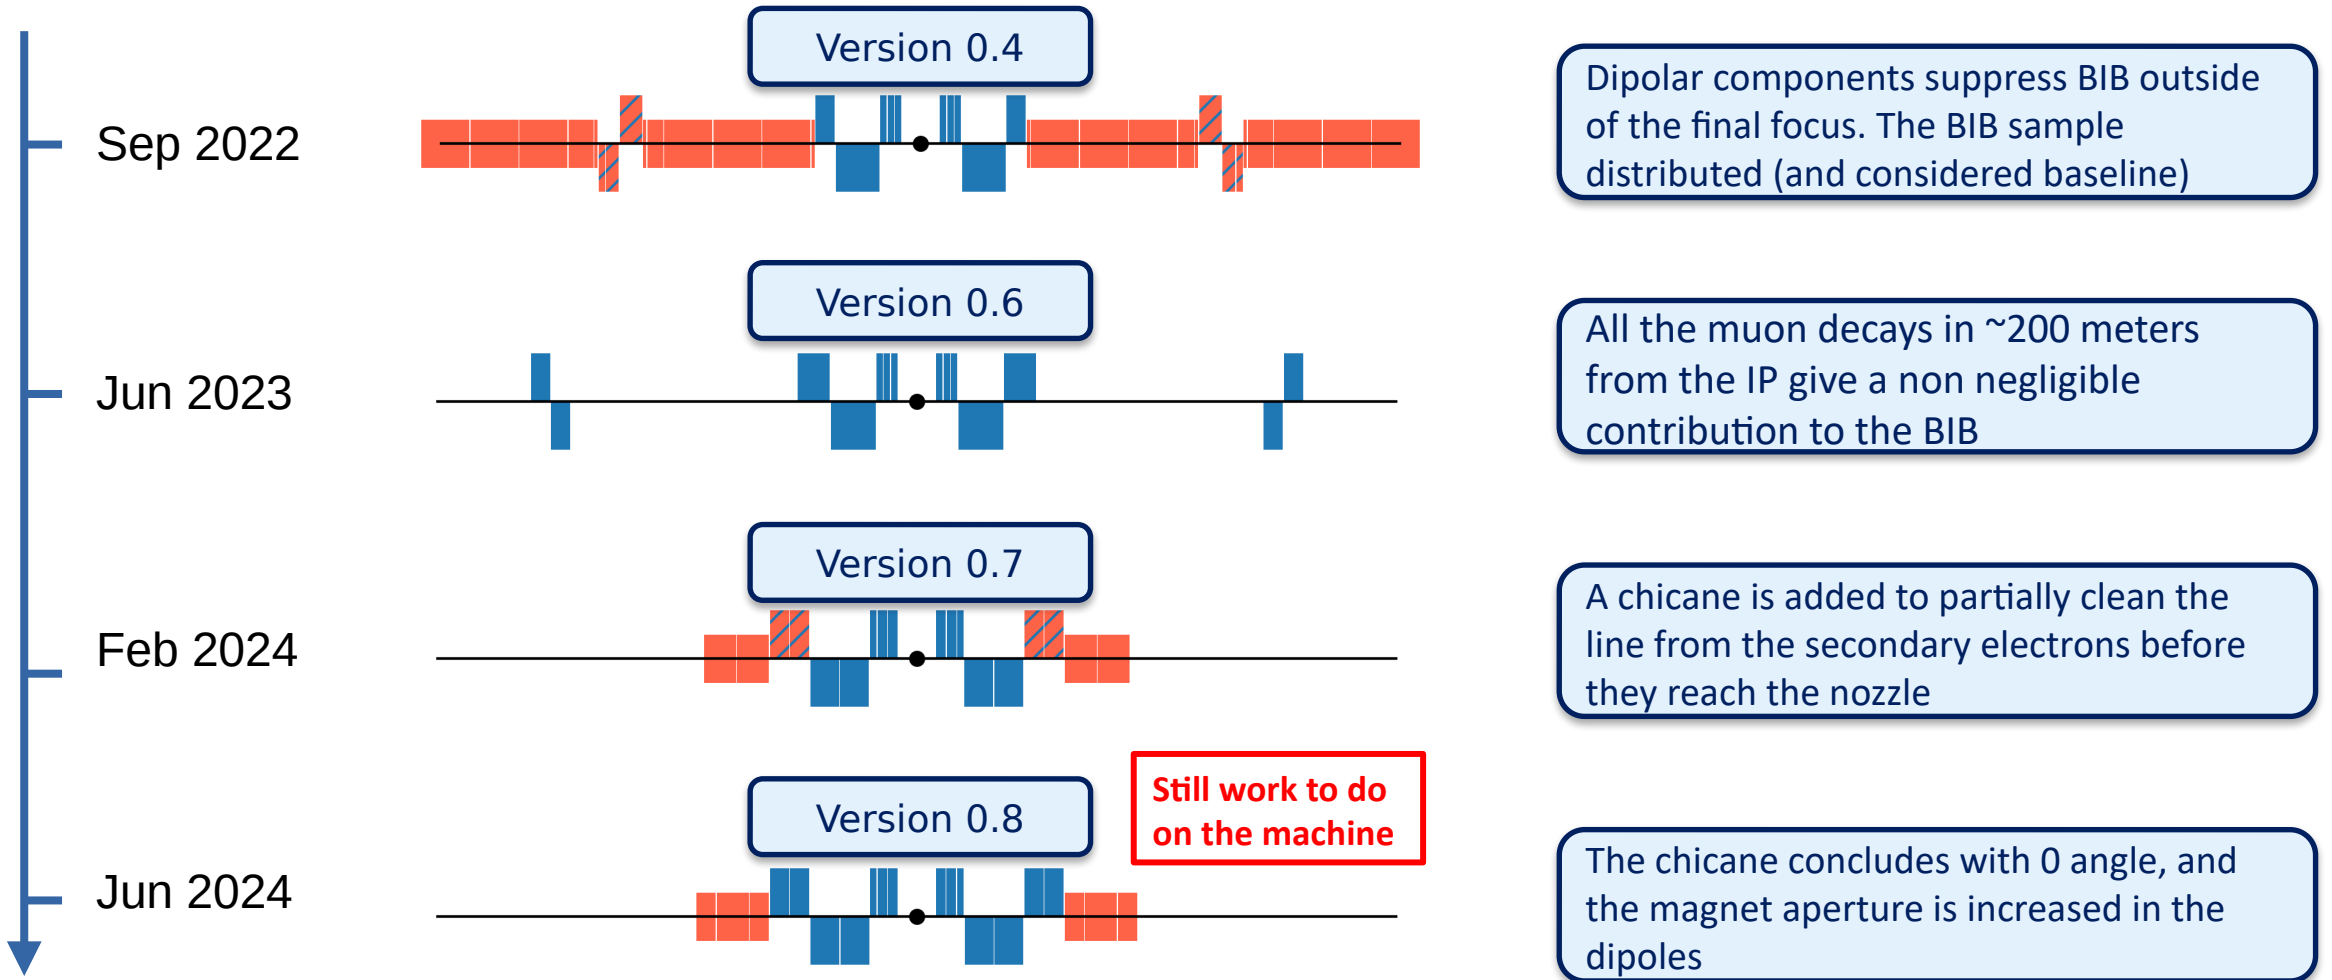 Version 0.4
Sep 2022
Dipolar components suppress BIB outside
of the final focus. The BIB sample
distributed (and considered baseline)
Version 0.6
Jun 2023
All the muon decays in ~200 meters
from the IP give a non negligible
contribution to the BIB
Version 0.7
Feb 2024
A chicane is added to partially clean the
line from the secondary electrons before
they reach the nozzle
Still work to do
on the machine
Version 0.8
Jun 2024
The chicane concludes with 0 angle, and
the magnet aperture is increased in the
dipoles